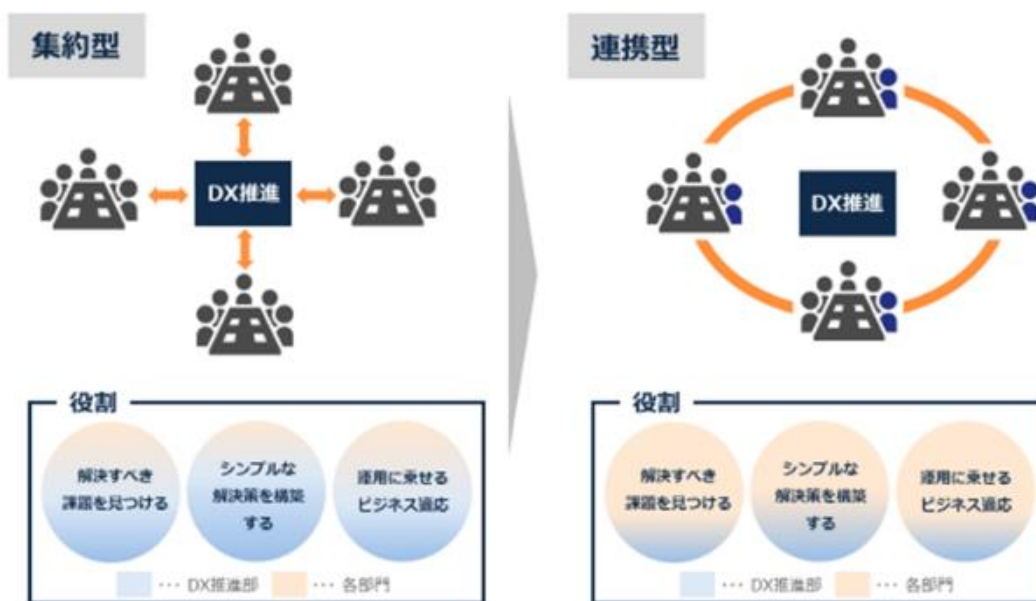 集約型
DX推進
役割
解決すべき
課題を見つける
シンプルな
解決策を構築
する
運用に乗せる
ビジネス適応
… DX推進部
… 各部門
連携型
DX推進
役割
解決すべき
課題を見つける
シンプルな
解決策を構築
する
運用に乗せる
ビジネス適応
… DX推進部
… 各部門